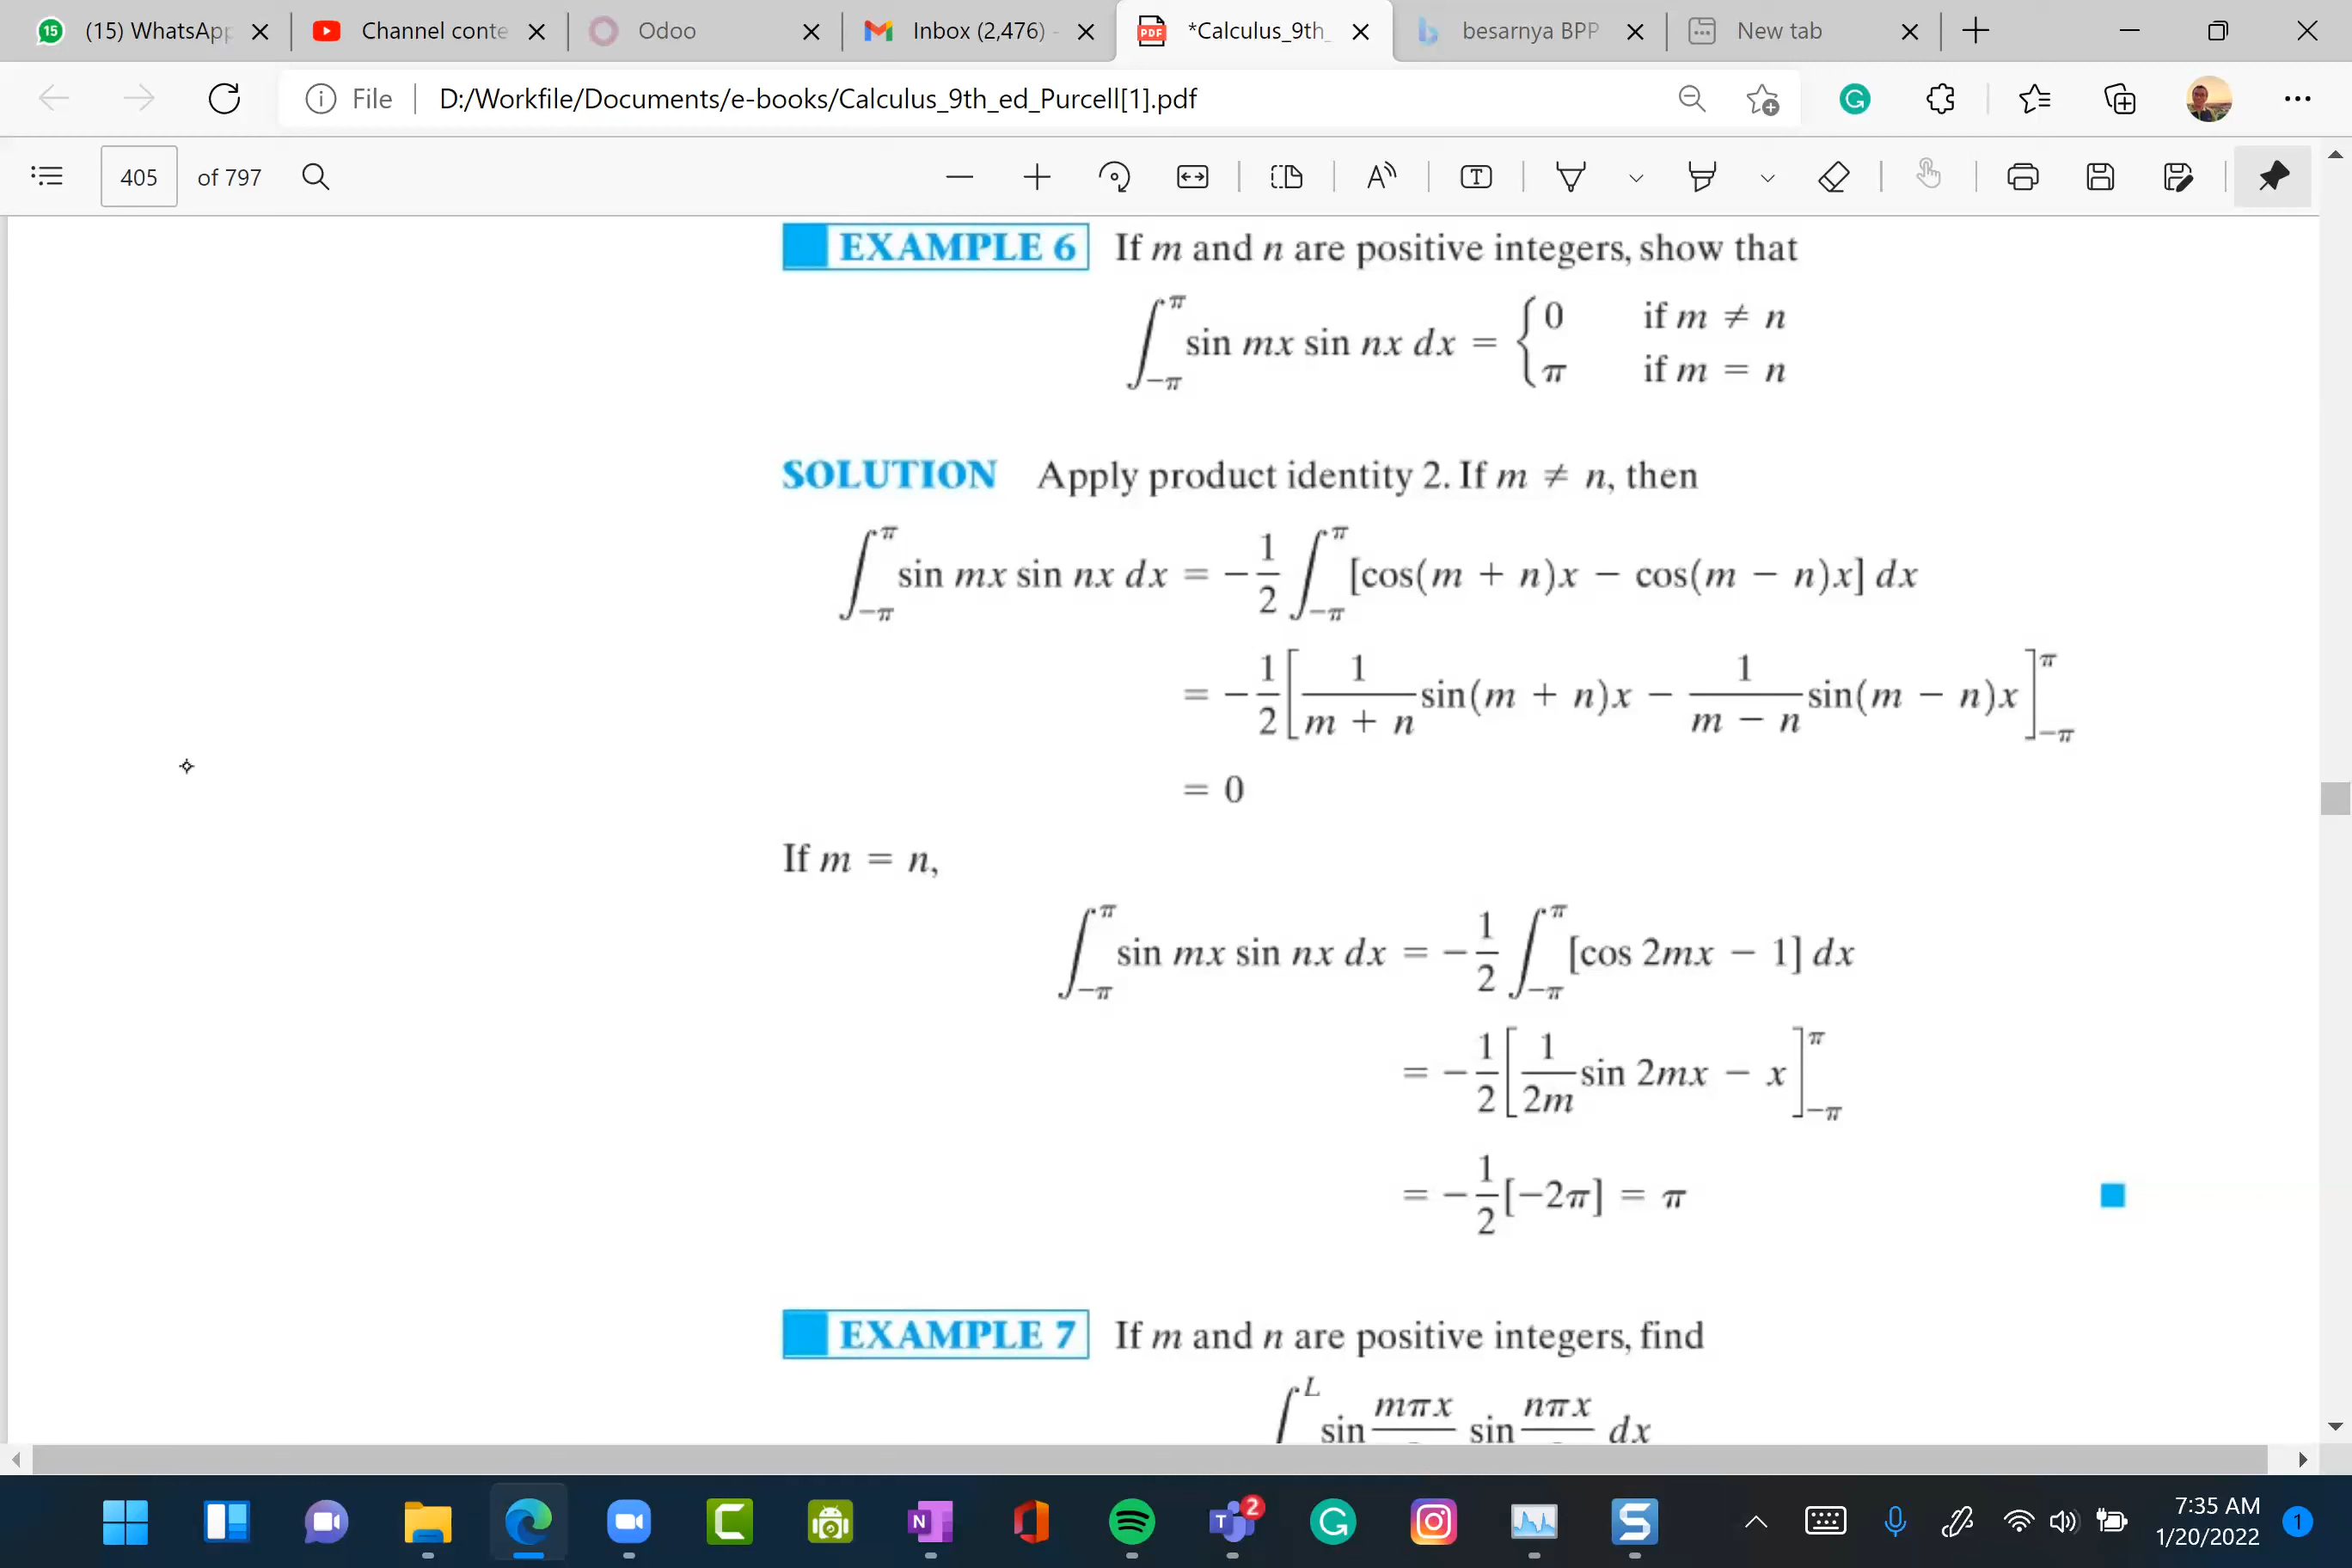 (15) WhatsApp
Channel conte
Odoo
Inbox (2,476) -
*Calculus_9th_
besarnya BPP
New tab
File
D:/Workfile/Documents/e-books/Calculus_9th_ed_Purcell[1].pdf
405 of 797
EXAMPLE 6 If m and n are positive integers, show that
∫_{-π}^{π} sin mx sin nx dx = { 0 if m ≠ n
π if m = n
SOLUTION Apply product identity 2. If m ≠ n, then
∫_{-π}^{π} sin mx sin nx dx = -1/2 ∫_{-π}^{π} [cos(m + n)x − cos(m − n)x] dx
= -1/2 [1/(m + n) sin(m + n)x − 1/(m − n) sin(m − n)x]_{-π}^{π}
= 0
If m = n,
∫_{-π}^{π} sin mx sin nx dx = -1/2 ∫_{-π}^{π} [cos 2mx − 1] dx
= -1/2 [1/2m sin 2mx − x]_{-π}^{π}
= -1/2 [−2π] = π
EXAMPLE 7 If m and n are positive integers, find
∫^{L} sin mπx sin nπx dx
7:35 AM
1/20/2022